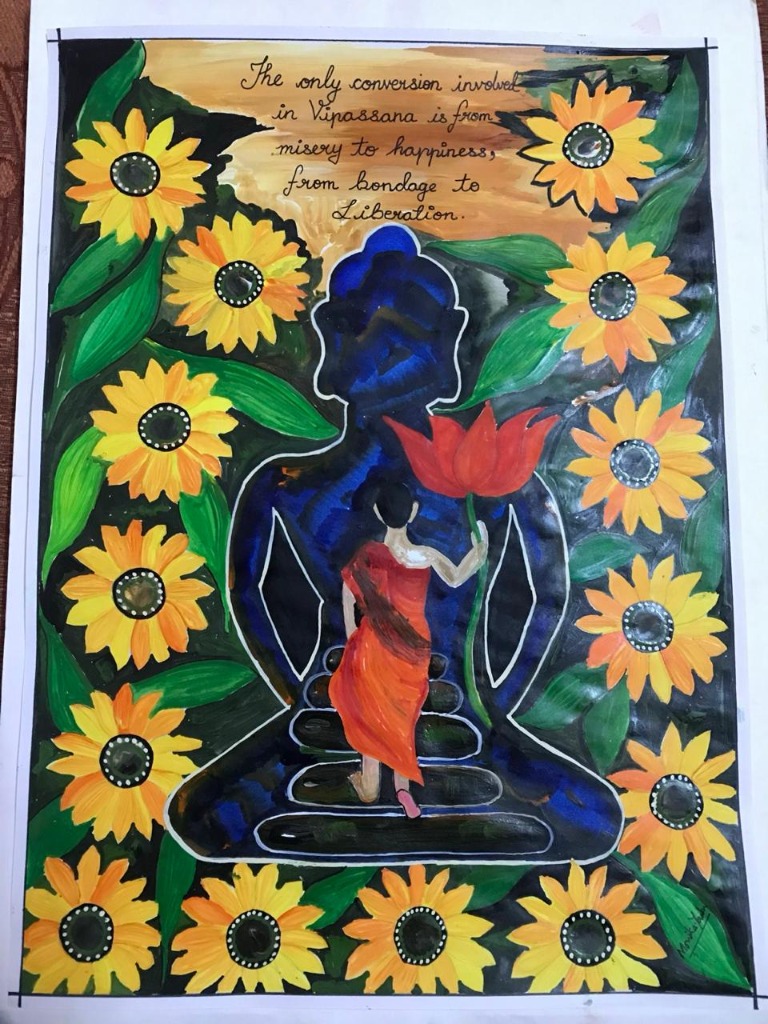 The only conversion involved
in Vipassana is from
misery to happiness,
from bondage to
Liberation.